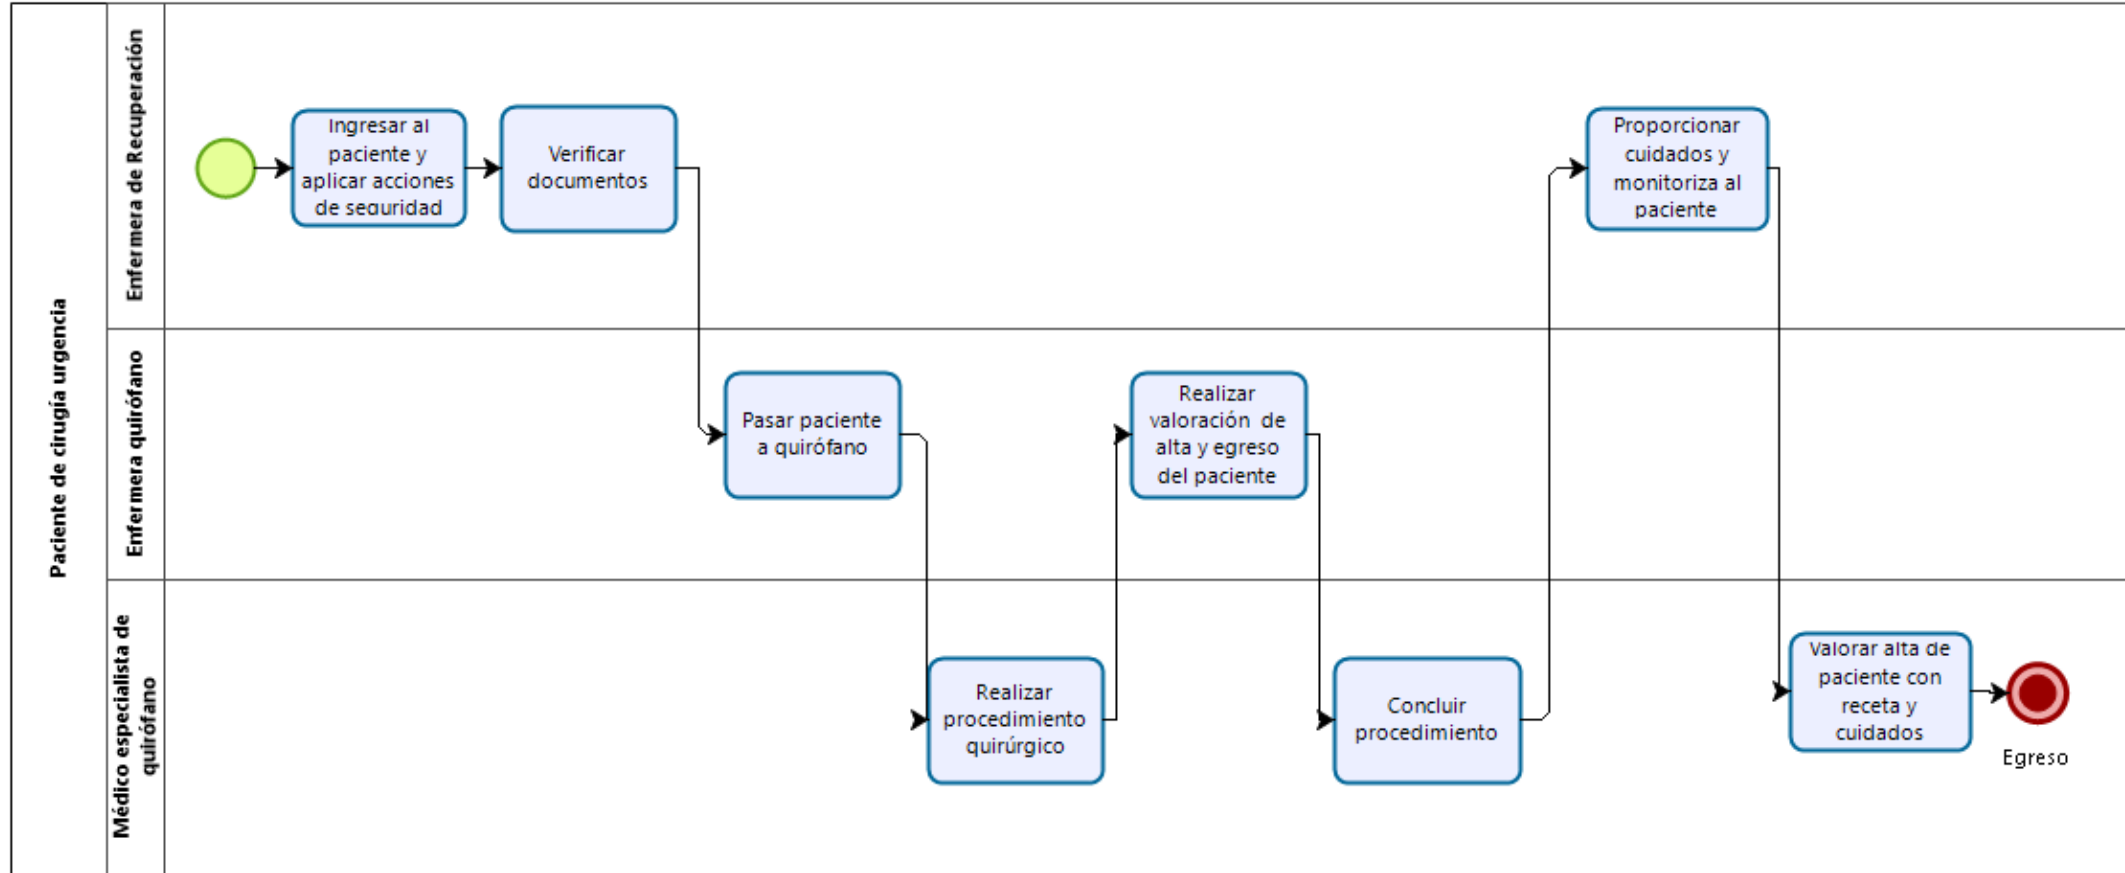 Paciente de cirugía urgencia
Enfermera de Recuperación
Ingresar al
paciente y
aplicar acciones
de seguridad
Verificar
documentos
Proporcionar
cuidados y
monitoriza al
paciente
Enfermera quirófano
Pasar paciente
a quirófano
Realizar
valoración de
alta y egreso
del paciente
Médico especialista de
quirófano
Realizar
procedimiento
quirúrgico
Concluir
procedimiento
Valorar alta de
paciente con
receta y
cuidados
Egreso